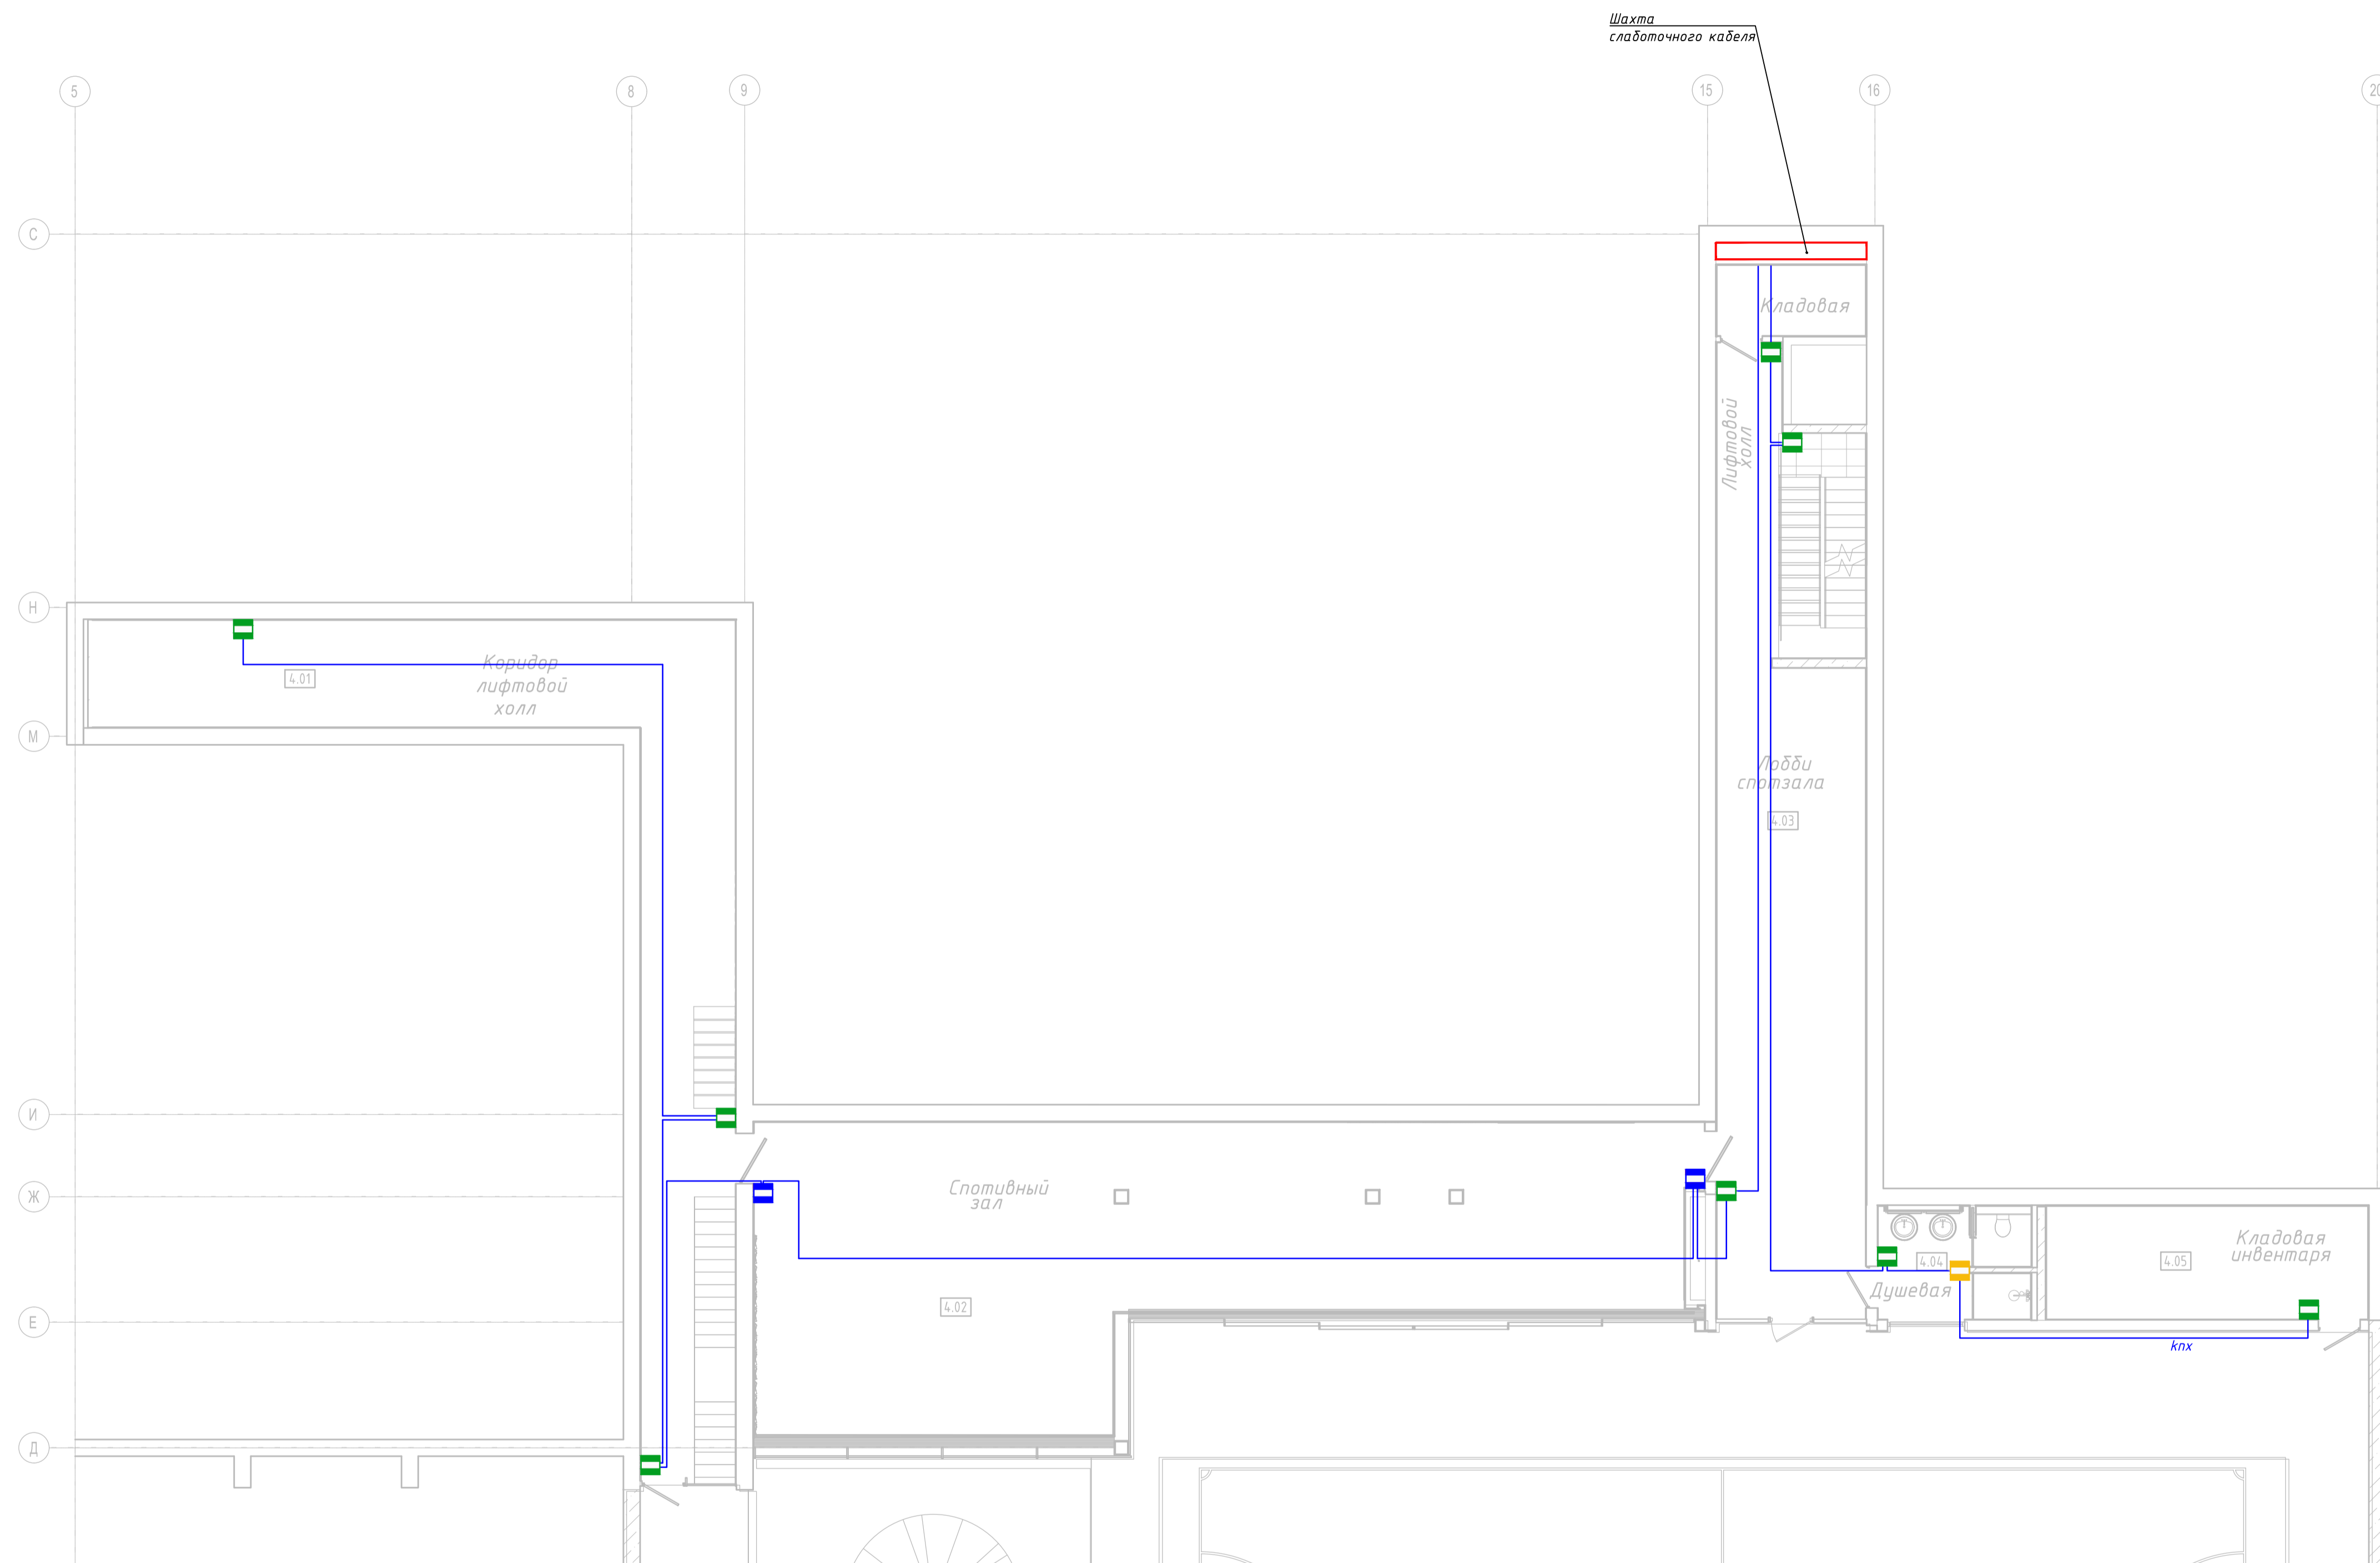 Шахта
слаботочного кабеля
5
8
9
15
16
20
С
Кладовая
Лифтовой
холл
Н
Коридор
лифтовой
холл
4.01
М
Лобби
спотзала
4.03
И
Ж
Спотивный
зал
4.02
Кладовая
инвентаря
4.04
4.05
Душевая
Е
кпх
Д